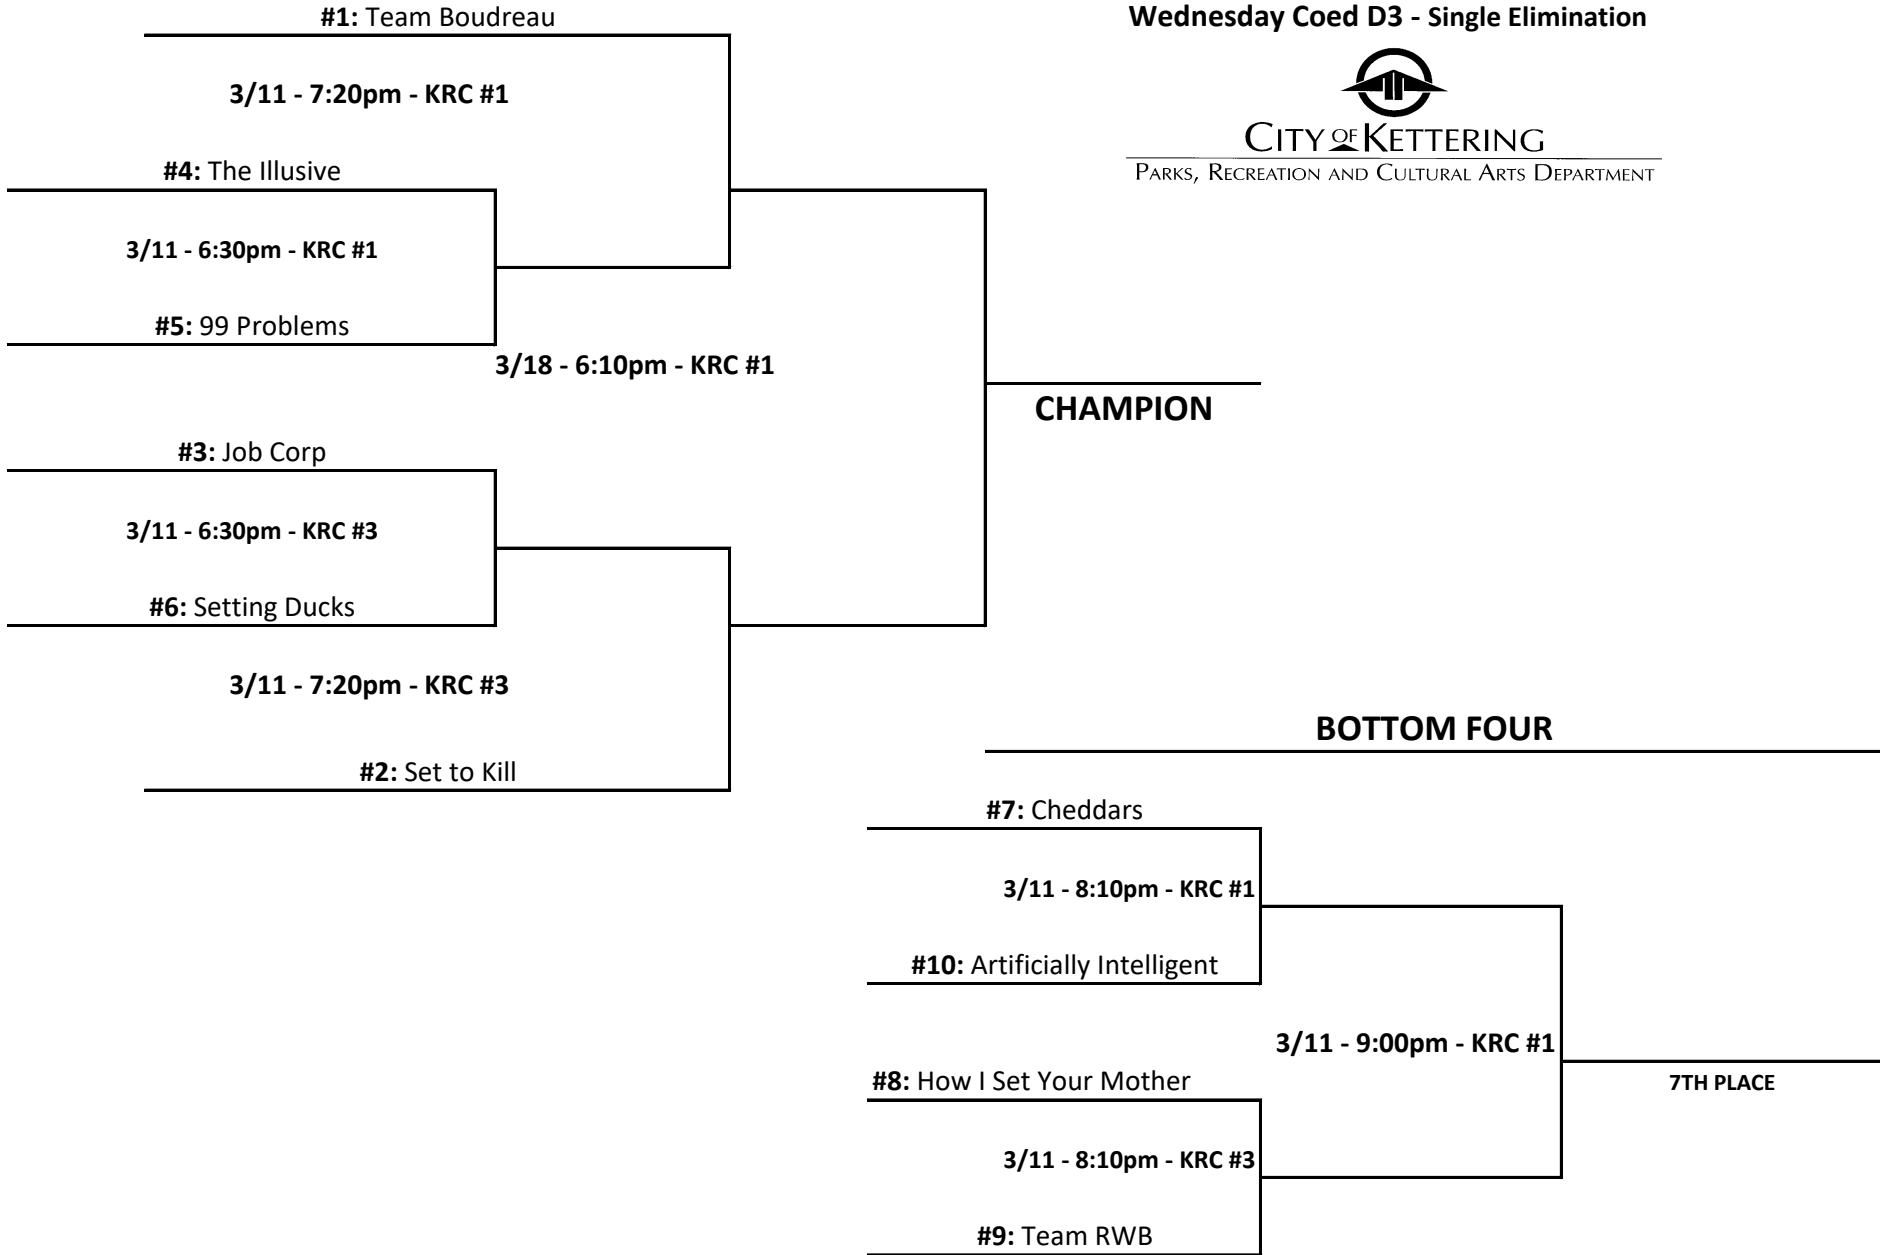 #1: Team Boudreau
Wednesday Coed D3 - Single Elimination
3/11 - 7:20pm - KRC #1
CITY OF KETTERING
PARKS, RECREATION AND CULTURAL ARTS DEPARTMENT
#4: The Illusive
3/11 - 6:30pm - KRC #1
#5: 99 Problems
3/18 - 6:10pm - KRC #1
CHAMPION
#3: Job Corp
3/11 - 6:30pm - KRC #3
#6: Setting Ducks
3/11 - 7:20pm - KRC #3
#2: Set to Kill
BOTTOM FOUR
#7: Cheddars
3/11 - 8:10pm - KRC #1
#10: Artificially Intelligent
3/11 - 9:00pm - KRC #1
#8: How I Set Your Mother
7TH PLACE
3/11 - 8:10pm - KRC #3
#9: Team RWB